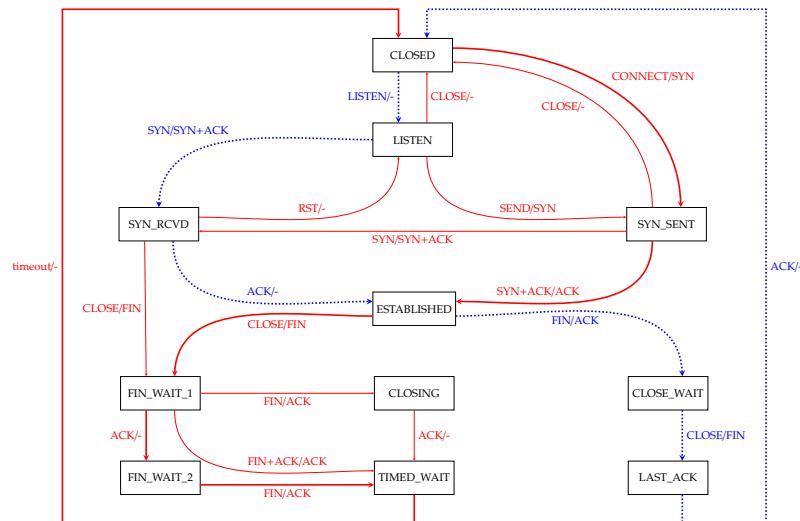 CLOSED
CONNECT/SYN
LISTEN/-
CLOSE/-
CLOSE/-
SYN/SYN+ACK
LISTEN
RST/-
SEND/SYN
SYN_RCVD
SYN_SENT
SYN/SYN+ACK
timeout/-
ACK/-
ACK/-
SYN+ACK/ACK
CLOSE/FIN
ESTABLISHED
CLOSE/FIN
FIN/ACK
FIN_WAIT_1
CLOSING
CLOSE_WAIT
FIN/ACK
ACK/-
ACK/-
CLOSE/FIN
FIN+ACK/ACK
FIN_WAIT_2
TIMED_WAIT
LAST_ACK
FIN/ACK